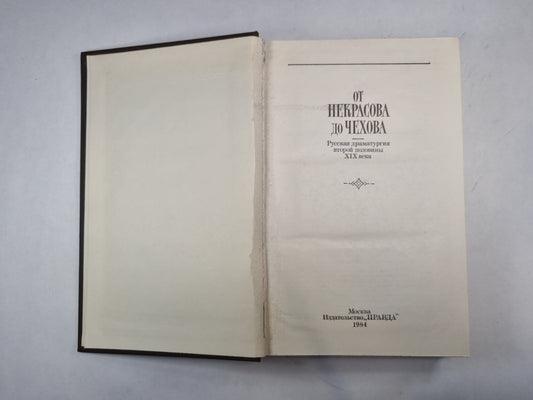 ОТ
НЕКРАСОВА
ДО ЧЕХОВА
Русская драматургия
второй половины
XIX века
Москва
Издательство „ПРАВДА"
1984